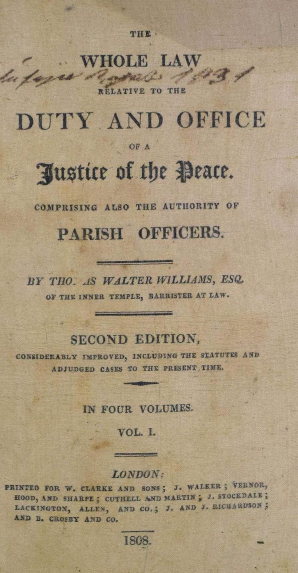 THE
WHOLE LAW
1831
RELATIVE TO THE
DUTY AND OFFICE
OF A
Justice of the Peace.
COMPRISING ALSO THE AUTHORITY OF
PARISH OFFICERS.
BY THO AS WALTER WILLIAMS, ESQ.
OF THE INNER TEMPLE, BARRISTER AT LAW.
SECOND EDITION,
CONSIDERABLY IMPROVED, INCLUDING THE STATUTES AND
ADJUDGED CASES TO THE PRESENT TIME.
IN FOUR VOLUMES.
VOL. I.
LONDON:
PRINTED FOR W. CLARKE AND SONS; J. WALKER; VERNOR,
HOOD, AND SHARPE; CUTHELL AND MARTIN; J. STOCKDALE;
LACKINGTON, ALLEN, AND CO.; J. AND J. RICHARDSON;
AND B. CROSBY AND CO.
1808.